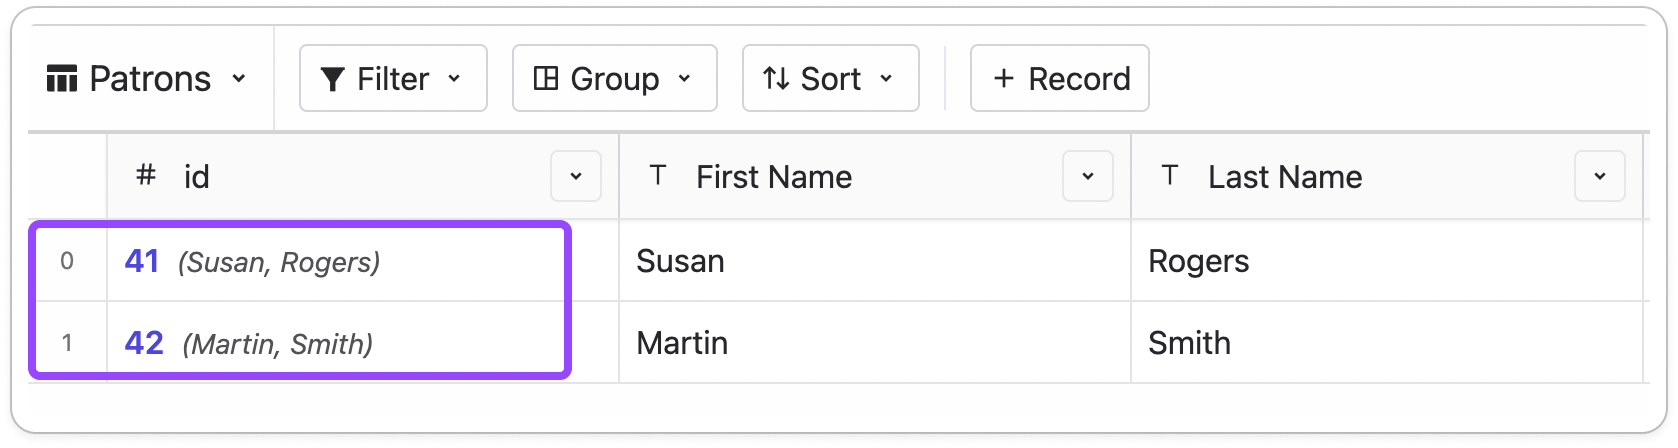 Patrons Filter Group Sort + Record
# id T First Name T Last Name
0 41 (Susan, Rogers) Susan Rogers
1 42 (Martin, Smith) Martin Smith